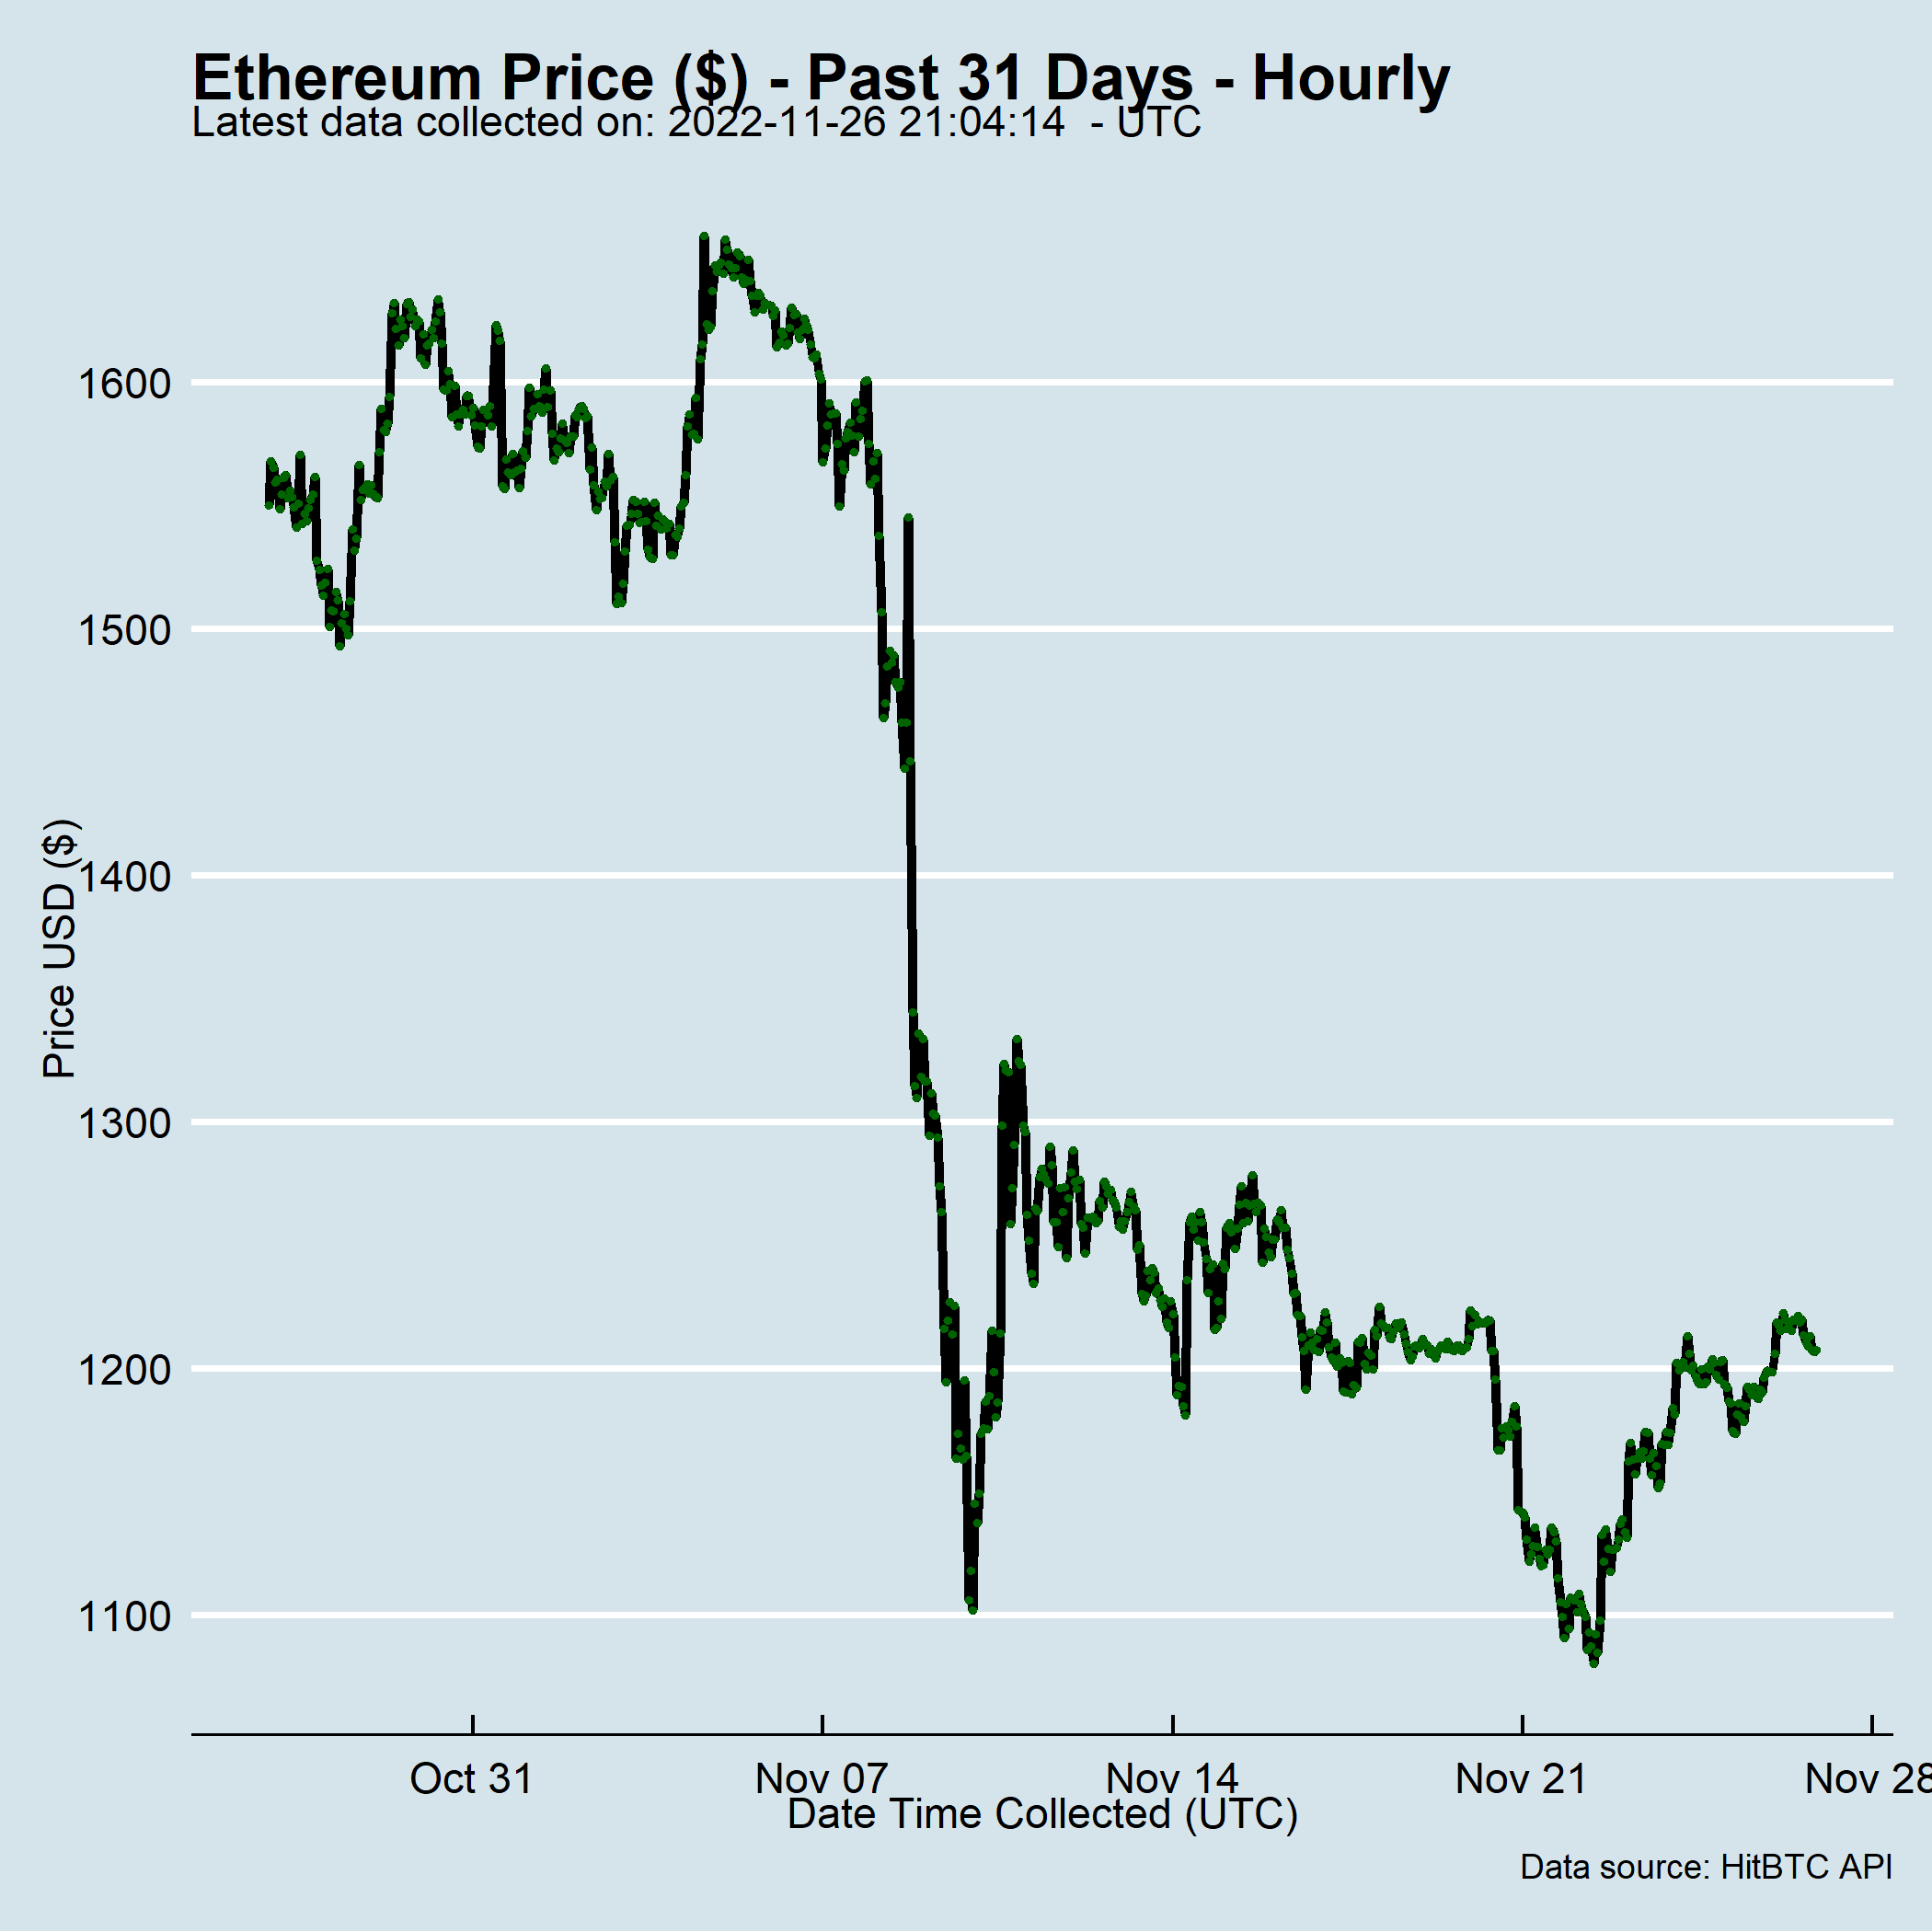 Ethereum Price ($) - Past 31 Days - Hourly
Latest data collected on: 2022-11-26 21:04:14  - UTC
Price USD ($)
1600
1500
1400
1300
1200
1100
Oct 31
Nov 07
Nov 14
Nov 21
Nov 28
Date Time Collected (UTC)
Data source: HitBTC API